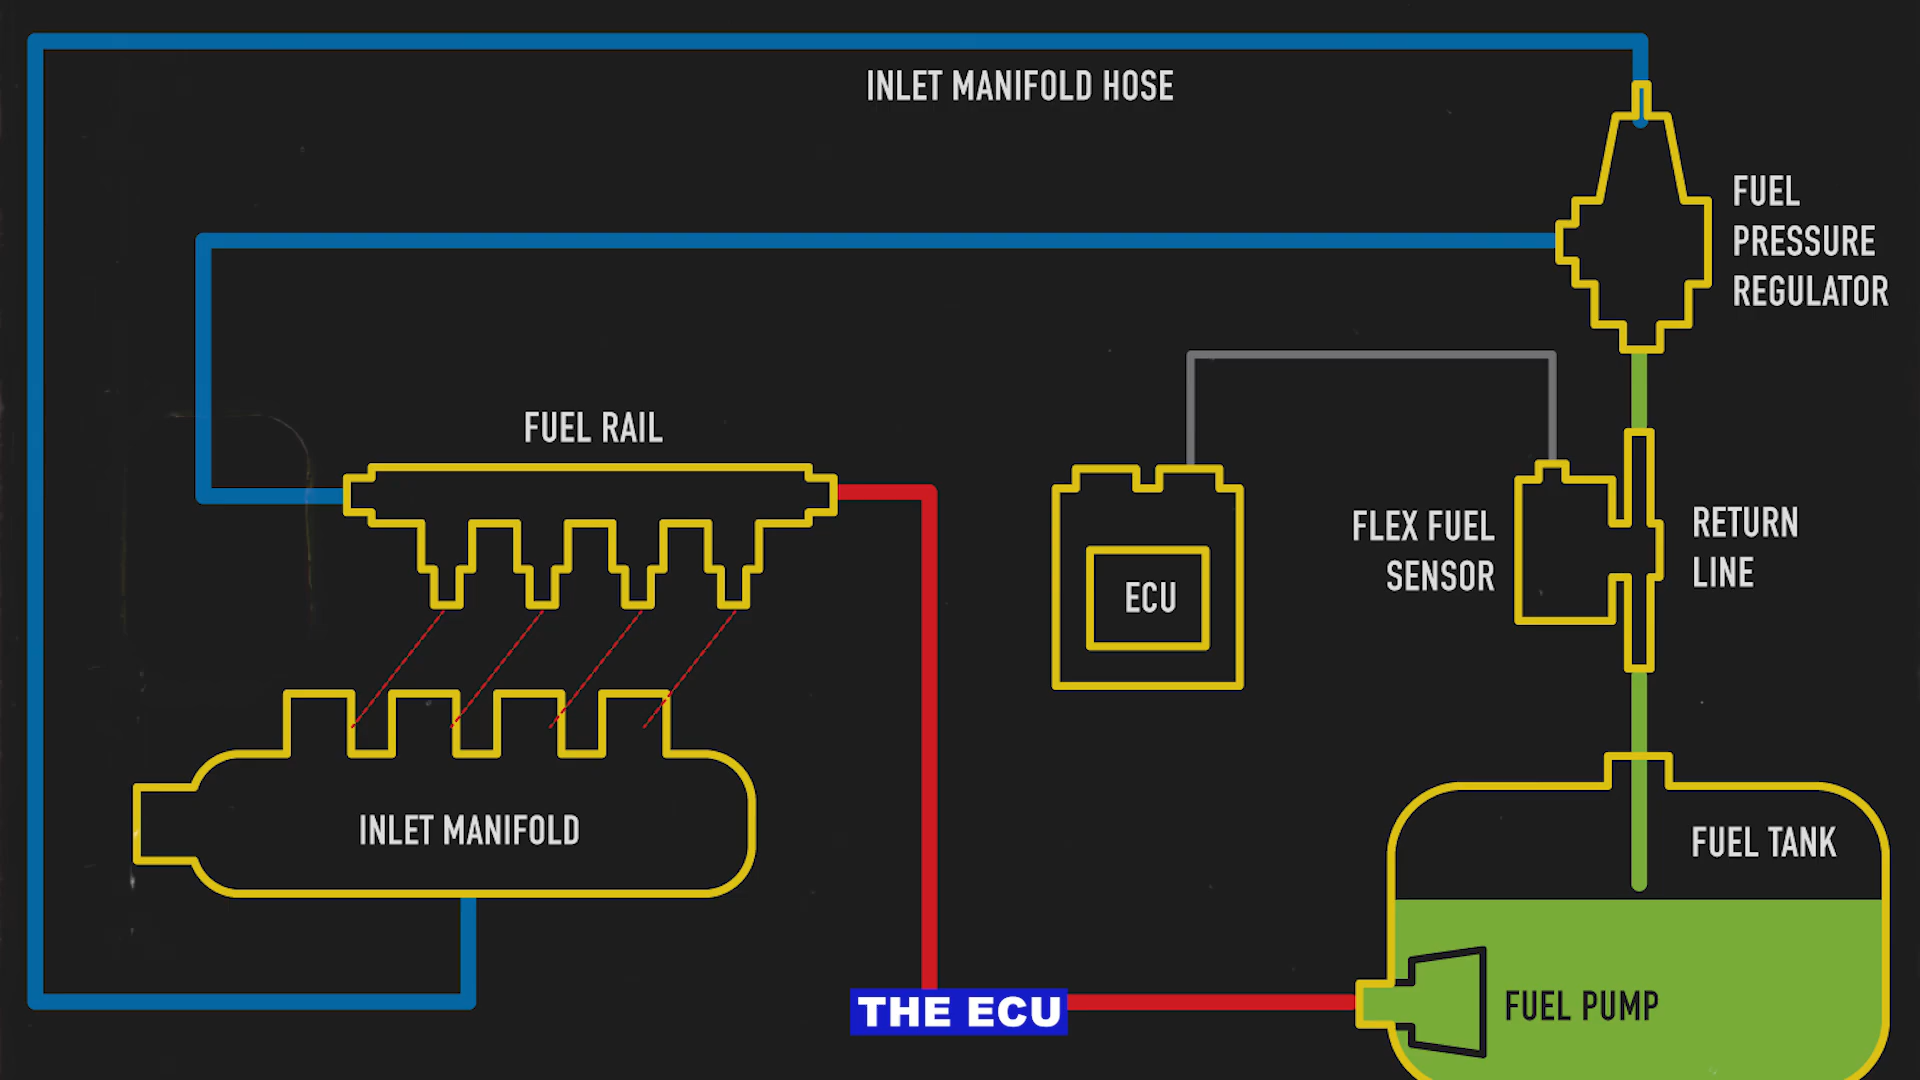 INLET MANIFOLD HOSE
FUEL
PRESSURE
REGULATOR
FUEL RAIL
ECU
FLEX FUEL
SENSOR
RETURN
LINE
INLET MANIFOLD
FUEL TANK
FUEL PUMP
THE ECU